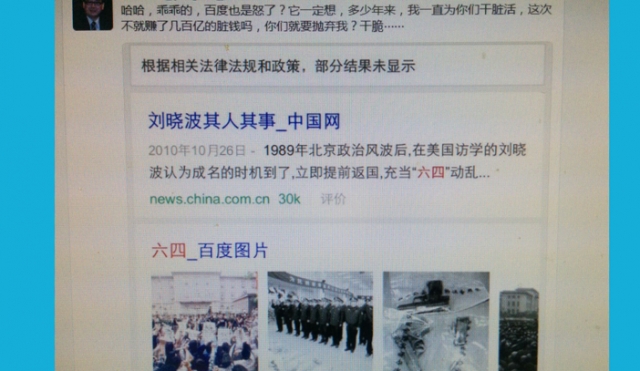 哈哈，乖乖的，百度也是怒了？它一定想，多少年来，我一直为你们干脏活，这次
不就赚了几百亿的脏钱吗，你们就要抛弃我？干脆……
根据相关法律法规和政策，部分结果未显示
刘晓波其人其事_中国网
2010年10月26日 - 1989年北京政治风波后,在美国访学的刘晓
波认为成名的时机到了,立即提前返国,充当“六四”动乱...
news.china.com.cn 30k 评价
六四_百度图片